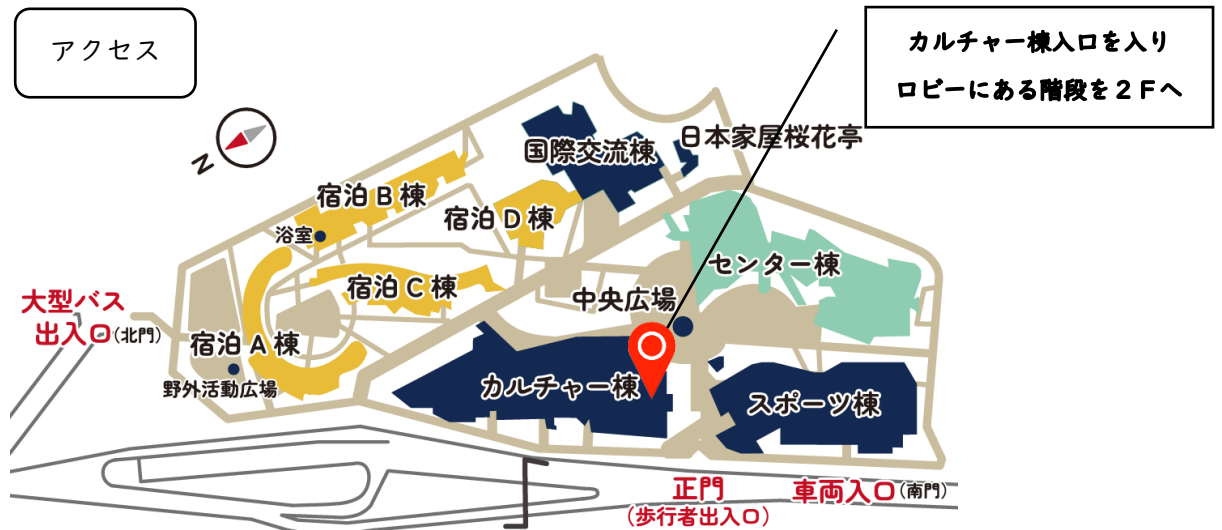 アクセス
カルチャー棟入口を入り
ロビーにある階段を２Ｆへ
N
国際交流棟
日本家屋桜花亭
宿泊Ｂ棟
宿泊Ｄ棟
浴室
センター棟
宿泊Ｃ棟
中央広場
大型バス
出入口(北門)
宿泊Ａ棟
野外活動広場
カルチャー棟
スポーツ棟
正門
(歩行者出入口)
車両入口(南門)